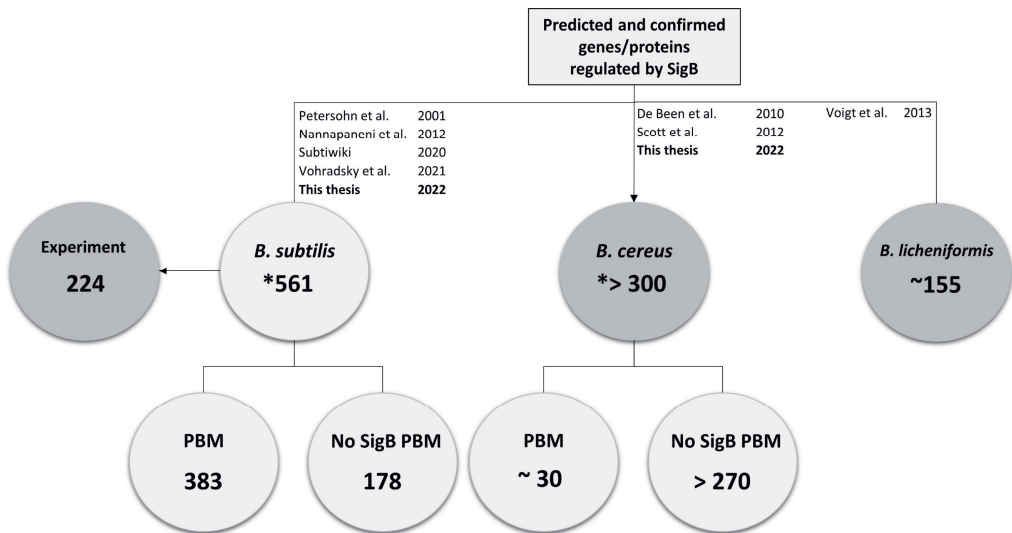 Predicted and confirmed
genes/proteins
regulated by SigB
Petersohn et al. 2001
Nannapaneni et al. 2012
Subtiwiki 2020
Vohradsky et al. 2021
This thesis 2022
De Been et al. 2010
Scott et al. 2012
This thesis 2022
Voigt et al. 2013
Experiment
224
B. subtilis
*561
B. cereus
*> 300
B. licheniformis
~155
PBM
383
No SigB PBM
178
PBM
~ 30
No SigB PBM
> 270